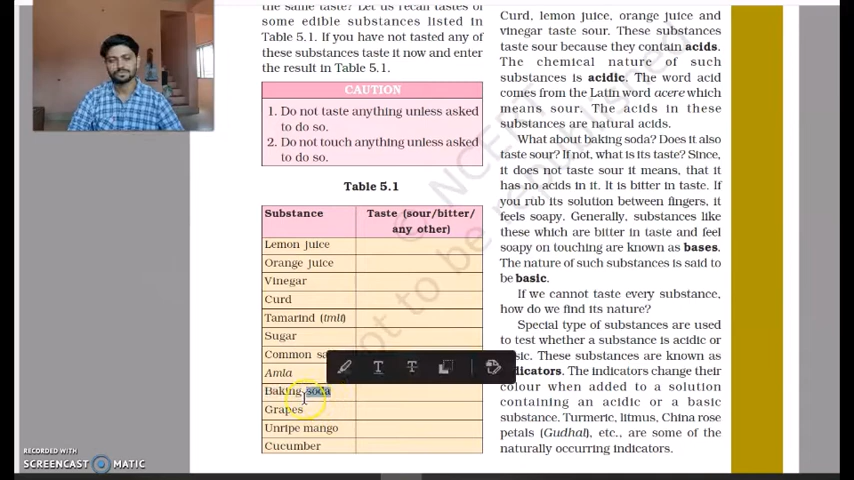 the same taste? Let us recall tastes of
some edible substances listed in
Table 5.1. If you have not tasted any of
these substances taste it now and enter
the result in Table 5.1.
CAUTION
1. Do not taste anything unless asked
to do so.
2. Do not touch anything unless asked
to do so.
Table 5.1
Substance
Taste (sour/bitter/
any other)
Lemon juice
Orange juice
Vinegar
Curd
Tamarind (imli)
Sugar
Common sa
Amla
Baking soda
Grapes
Unripe mango
Cucumber
Curd, lemon juice, orange juice and
vinegar taste sour. These substances
taste sour because they contain acids.
The chemical nature of such
substances is acidic. The word acid
comes from the Latin word acere which
means sour. The acids in these
substances are natural acids.
What about baking soda? Does it also
taste sour? If not, what is its taste? Since,
it does not taste sour it means, that it
has no acids in it. It is bitter in taste. If
you rub its solution between fingers, it
feels soapy. Generally, substances like
these which are bitter in taste and feel
soapy on touching are known as bases.
The nature of such substances is said to
be basic.
If we cannot taste every substance,
how do we find its nature?
Special type of substances are used
to test whether a substance is acidic or
sic. These substances are known as
dicators. The indicators change their
colour when added to a solution
containing an acidic or a basic
substance. Turmeric, litmus, China rose
petals (Gudhal), etc., are some of the
naturally occurring indicators.
© NCERT
not to be republished
RECORDED WITH
SCREENCAST MATIC